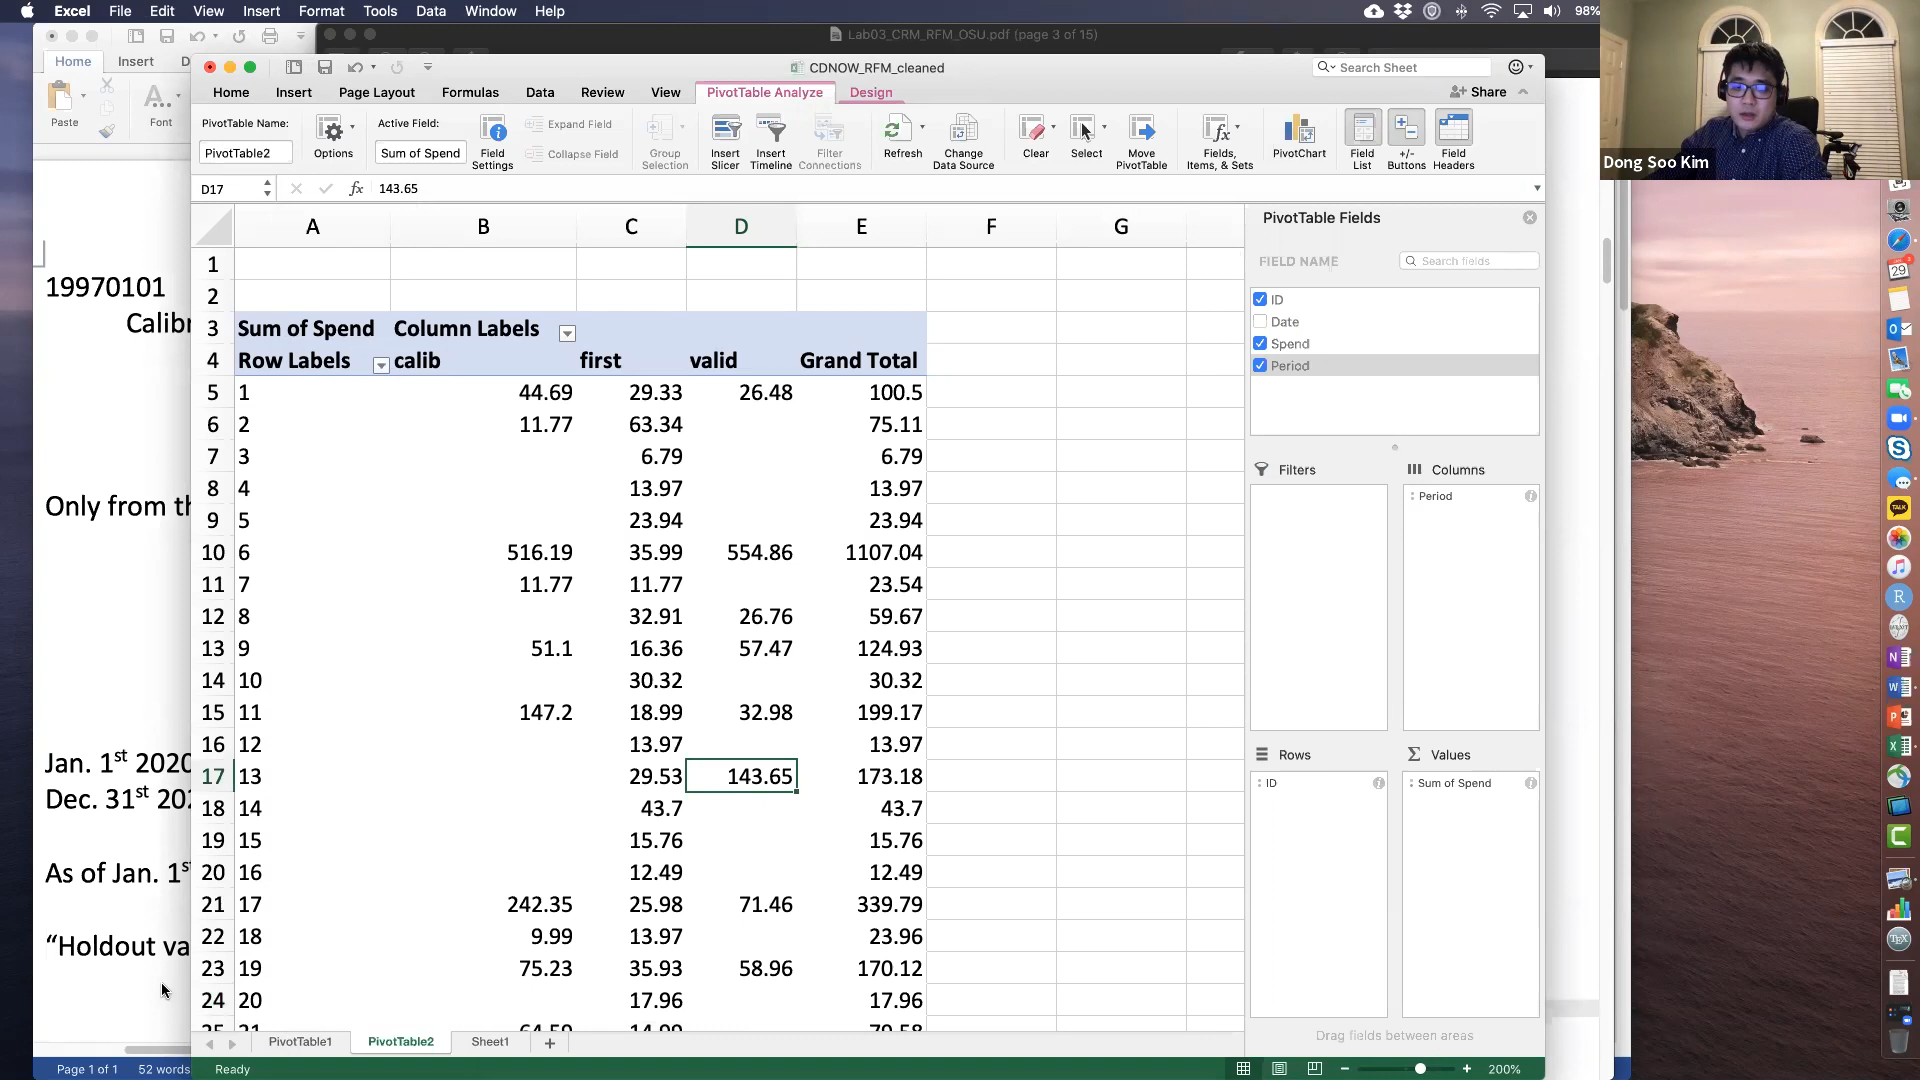 Excel File Edit View Insert Format Tools Data Window Help 98%
Lab03_CRM_RFM_OSU.pdf (page 3 of 15)
Home Insert D
Paste Font
CDNOW_RFM_cleaned
Search Sheet
Home Insert Page Layout Formulas Data Review View PivotTable Analyze Design Share
PivotTable Name:
PivotTable2
Options
Active Field:
Sum of Spend
Field Settings
Expand Field
Collapse Field
Group Selection
Insert Slicer
Insert Timeline
Filter Connections
Refresh
Change Data Source
Clear
Select
Move PivotTable
Fields, Items, & Sets
PivotChart
Field List
+/- Buttons
Field Headers
D17 fx 143.65
A B C D E F G
1
2
3 Sum of Spend Column Labels
4 Row Labels calib first valid Grand Total
5 1 44.69 29.33 26.48 100.5
6 2 11.77 63.34 75.11
7 3 6.79 6.79
8 4 13.97 13.97
9 5 23.94 23.94
10 6 516.19 35.99 554.86 1107.04
11 7 11.77 11.77 23.54
12 8 32.91 26.76 59.67
13 9 51.1 16.36 57.47 124.93
14 10 30.32 30.32
15 11 147.2 18.99 32.98 199.17
16 12 13.97 13.97
17 13 29.53 143.65 173.18
18 14 43.7 43.7
19 15 15.76 15.76
20 16 12.49 12.49
21 17 242.35 25.98 71.46 339.79
22 18 9.99 13.97 23.96
23 19 75.23 35.93 58.96 170.12
24 20 17.96 17.96
25 21 64.59 14.99 79.58
PivotTable1 PivotTable2 Sheet1 +
Ready 200%
PivotTable Fields
FIELD NAME Search fields
ID
Date
Spend
Period
Filters Columns
Period
Rows Values
ID Sum of Spend
Drag fields between areas
19970101
Calibr
Only from th
Jan. 1st 2020
Dec. 31st 202
As of Jan. 1st
“Holdout va
Page 1 of 1 52 words
Dong Soo Kim
29
TALK
R
N
W
P
X
TEX